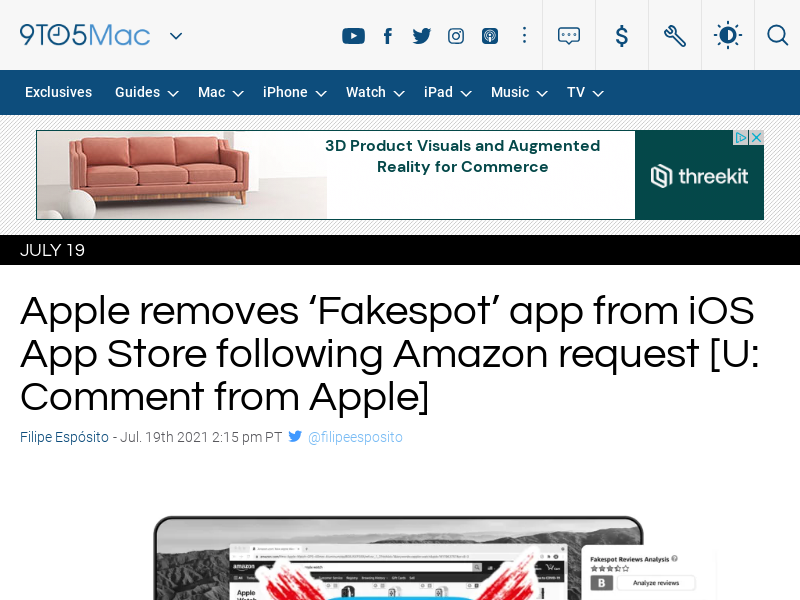 9TO5Mac
Exclusives Guides Mac iPhone Watch iPad Music TV
3D Product Visuals and Augmented
Reality for Commerce
threekit
JULY 19
Apple removes ‘Fakespot’ app from iOS
App Store following Amazon request [U:
Comment from Apple]
Filipe Espósito - Jul. 19th 2021 2:15 pm PT @filipeesposito
Fakespot Reviews Analysis
amazon
B Analyze reviews
Apple